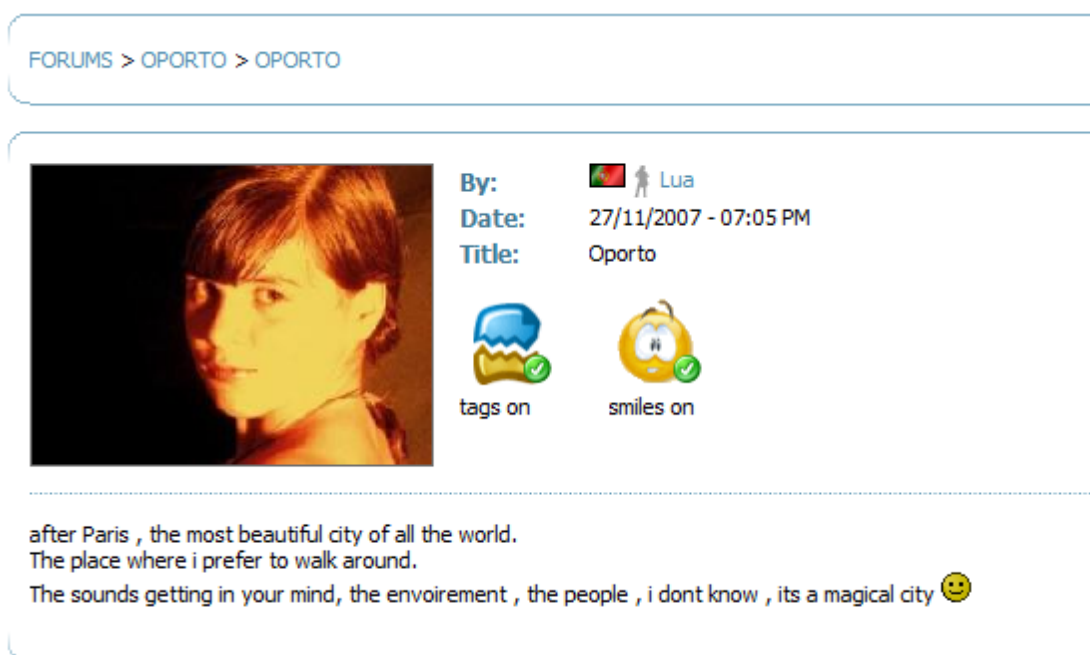 FORUMS > OPORTO > OPORTO
By: Lua
Date: 27/11/2007 - 07:05 PM
Title: Oporto
tags on smiles on
after Paris , the most beautiful city of all the world.
The place where i prefer to walk around.
The sounds getting in your mind, the envoirement , the people , i dont know , its a magical city